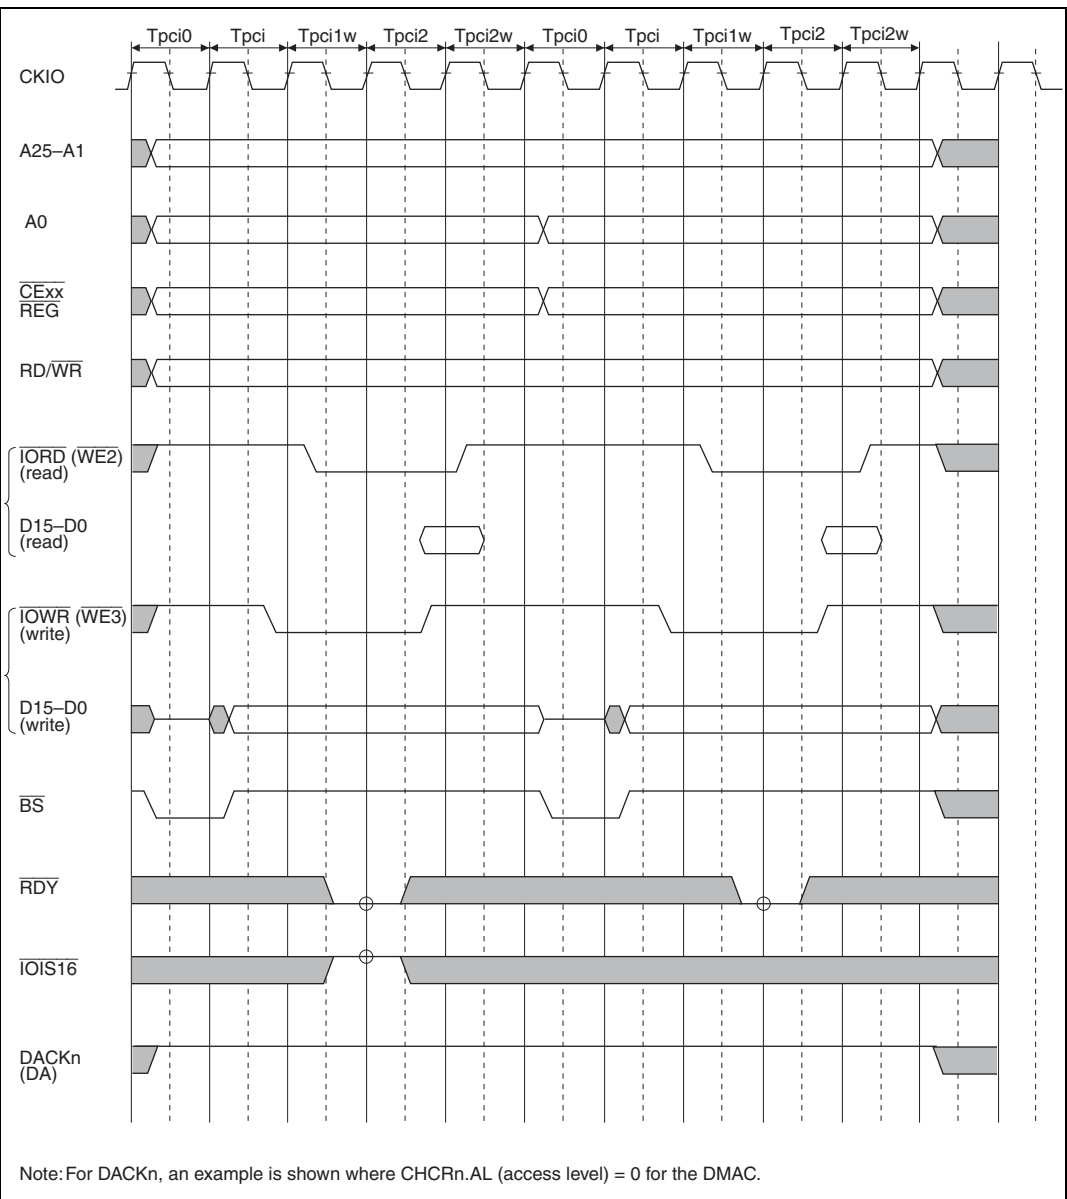 Tpci0 Tpci Tpci1w Tpci2 Tpci2w Tpci0 Tpci Tpci1w Tpci2 Tpci2w
CKIO
A25–A1
A0
CExx
REG
RD/WR
IORD (WE2)
(read)
D15–D0
(read)
IOWR (WE3)
(write)
D15–D0
(write)
BS
RDY
IOIS16
DACKn
(DA)
Note: For DACKn, an example is shown where CHCRn.AL (access level) = 0 for the DMAC.